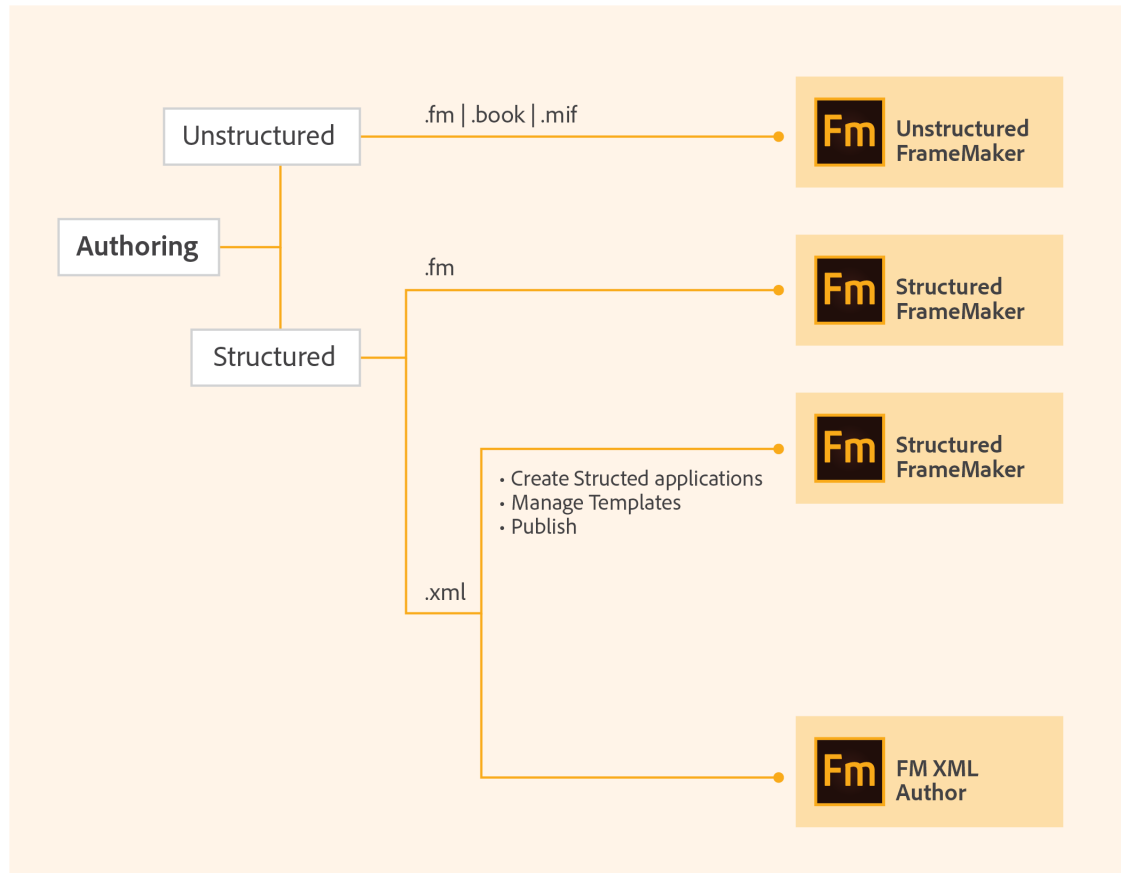 .fm | .book | .mif
Unstructured
Fm
Unstructured
FrameMaker
Authoring
.fm
Fm
Structured
FrameMaker
Structured
Fm
Structured
FrameMaker
• Create Structed applications
• Manage Templates
• Publish
.xml
Fm
FM XML
Author